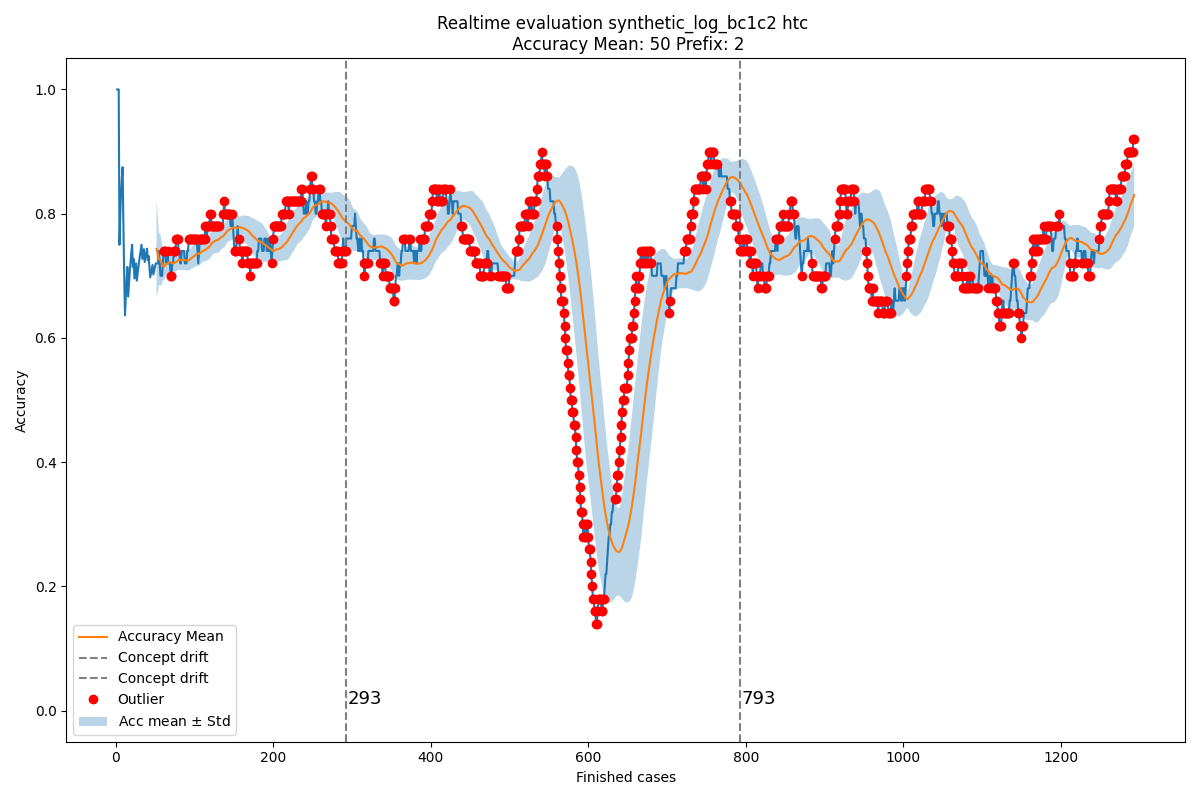 Realtime evaluation synthetic_log_bc1c2 htc
Accuracy Mean: 50 Prefix: 2
1.0
0.8
0.6
0.4
0.2
0.0
Accuracy
Accuracy Mean
Concept drift
Concept drift
Outlier
Acc mean ± Std
293
793
0
200
400
600
800
1000
1200
Finished cases